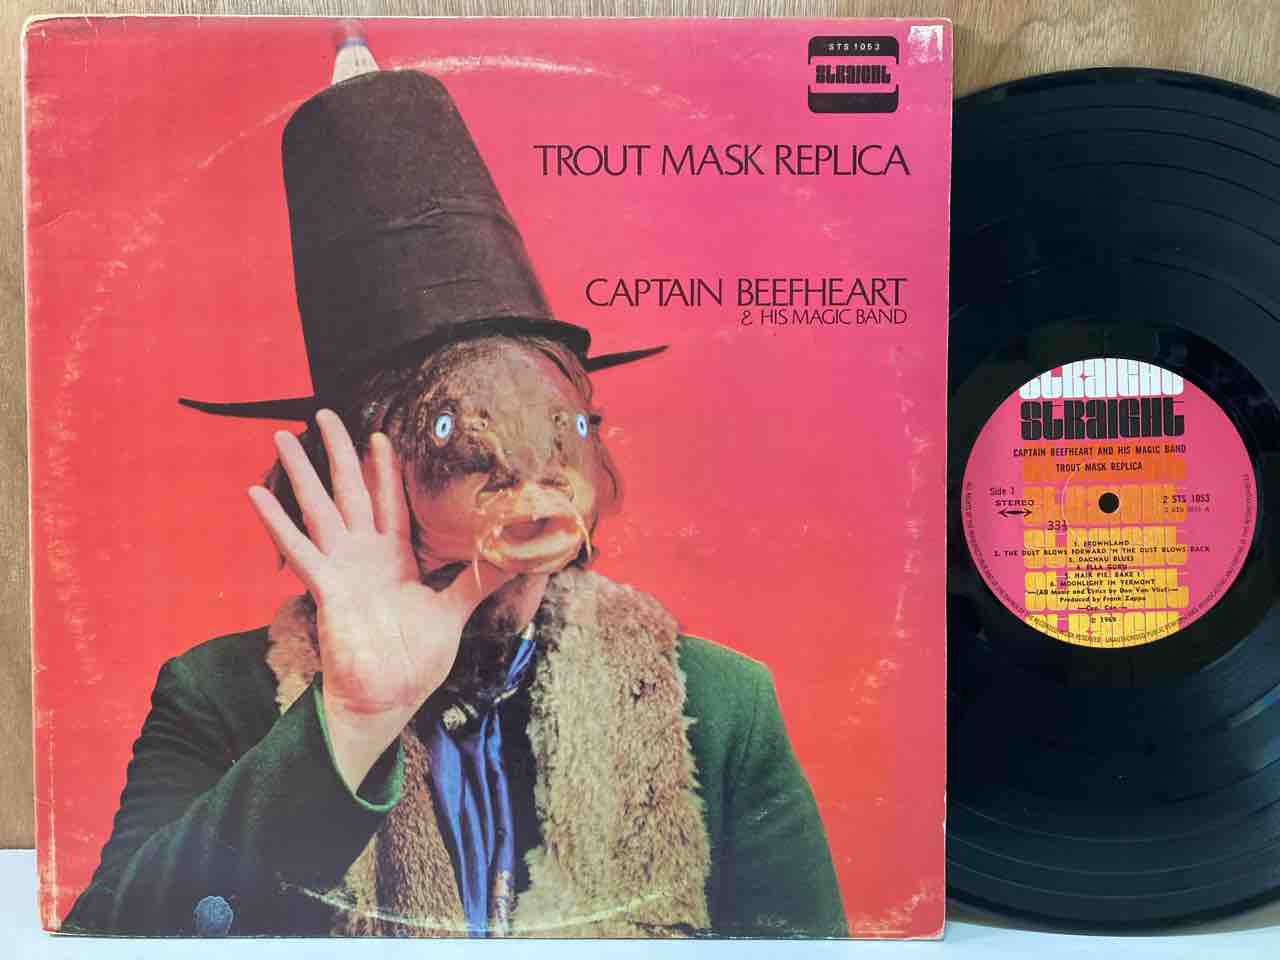 STS 1053
STRAIGHT
TROUT MASK REPLICA
CAPTAIN BEEFHEART
& HIS MAGIC BAND
STRAIGHT
STRAIGHT
CAPTAIN BEEFHEART AND HIS MAGIC BAND
TROUT MASK REPLICA
Side 1
STEREO
2 STS 1053
33⅓
1. FROWNLAND
2. THE DUST BLOWS FORWARD 'N THE DUST BLOWS BACK
3. DACHAU BLUES
4. ELLA GURU
5. HAIR PIE: BAKE 1
6. MOONLIGHT IN VERMONT
(All Music and Lyrics by Don Van Vliet)
Produced by Frank Zappa
℗ 1969